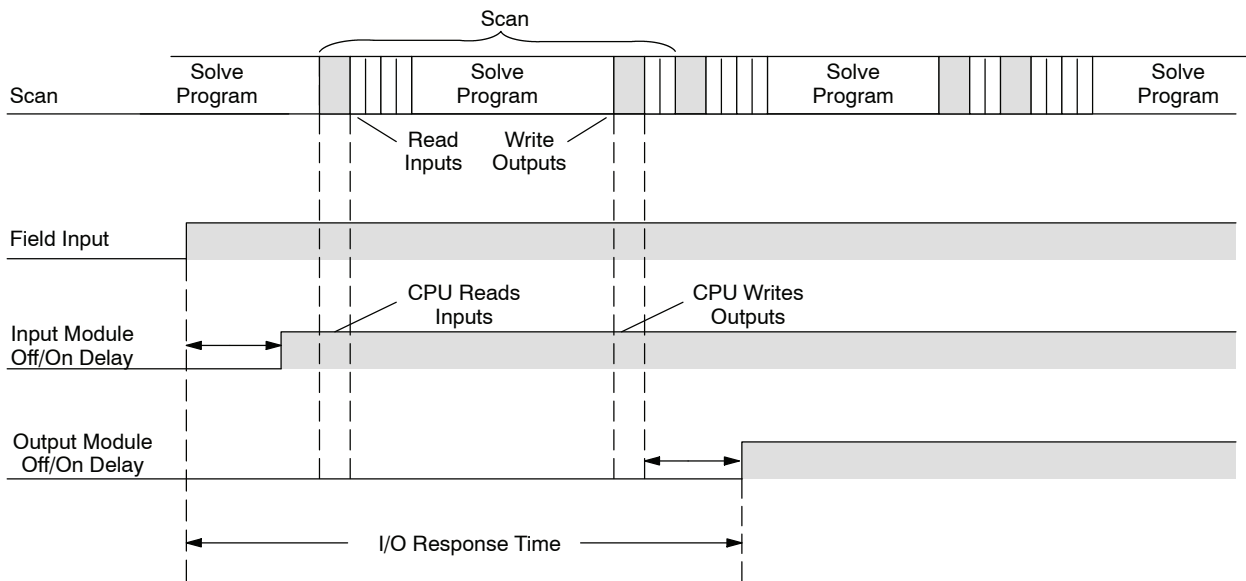 Scan
Scan
Solve
Program
Solve
Program
Solve
Program
Solve
Program
Read
Inputs
Write
Outputs
Field Input
CPU Reads
Inputs
CPU Writes
Outputs
Input Module
Off/On Delay
Output Module
Off/On Delay
I/O Response Time